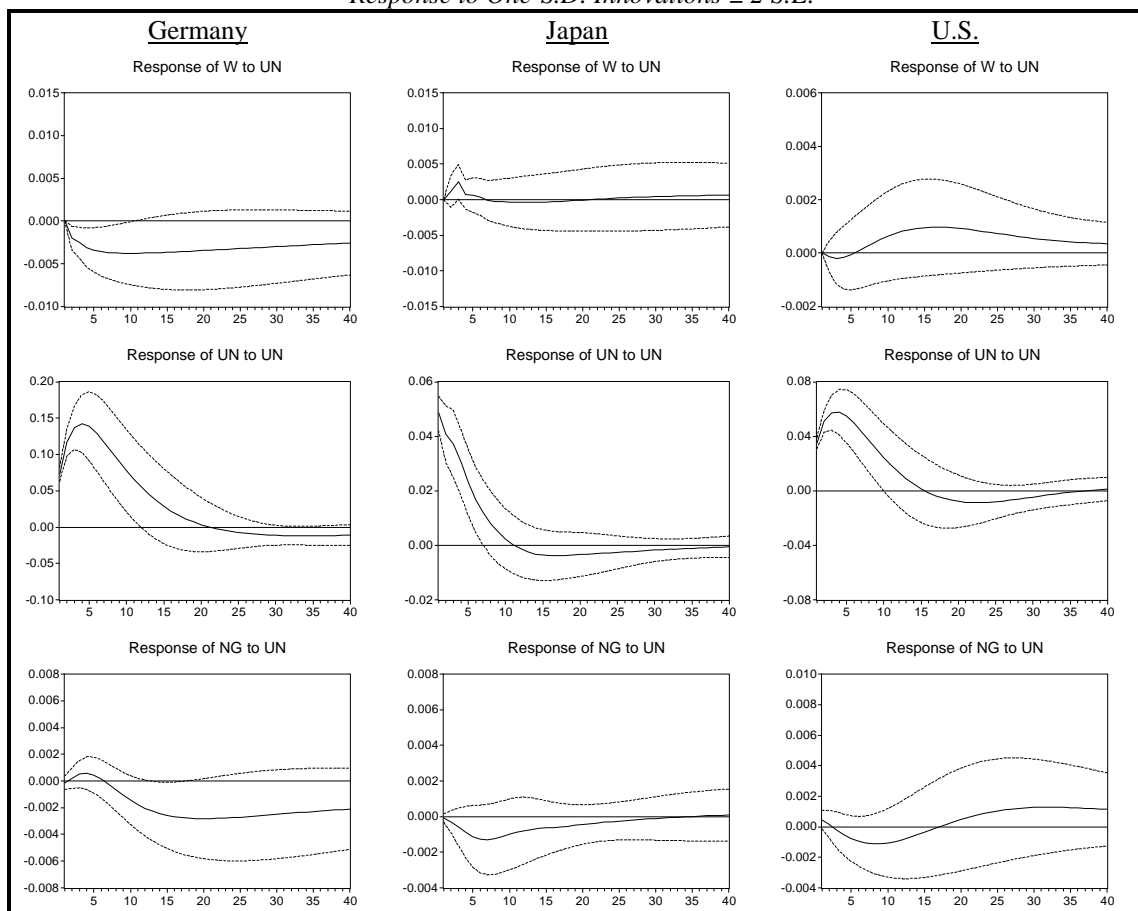 Response to One S.D. Innovations ± 2 S.E.
Germany Japan U.S.
Response of W to UN Response of W to UN Response of W to UN
0.015 0.015 0.006
0.010 0.010
0.004
0.005 0.005
0.002
0.000 0.000
-0.005 0.000
-0.005
-0.010
-0.010 -0.015 -0.002
5 10 15 20 25 30 35 40 5 10 15 20 25 30 35 40 5 10 15 20 25 30 35 40
Response of UN to UN Response of UN to UN Response of UN to UN
0.20 0.06 0.08
0.15
0.04 0.04
0.10
0.05 0.02 0.00
0.00
0.00 -0.04
-0.05
-0.10 -0.02 -0.08
5 10 15 20 25 30 35 40 5 10 15 20 25 30 35 40 5 10 15 20 25 30 35 40
Response of NG to UN Response of NG to UN Response of NG to UN
0.008 0.008 0.010
0.006 0.008
0.006
0.004 0.006
0.004
0.002 0.004
0.000 0.002
0.002
-0.002
0.000 0.000
-0.004
-0.006 -0.002 -0.002
-0.008 -0.004 -0.004
5 10 15 20 25 30 35 40 5 10 15 20 25 30 35 40 5 10 15 20 25 30 35 40